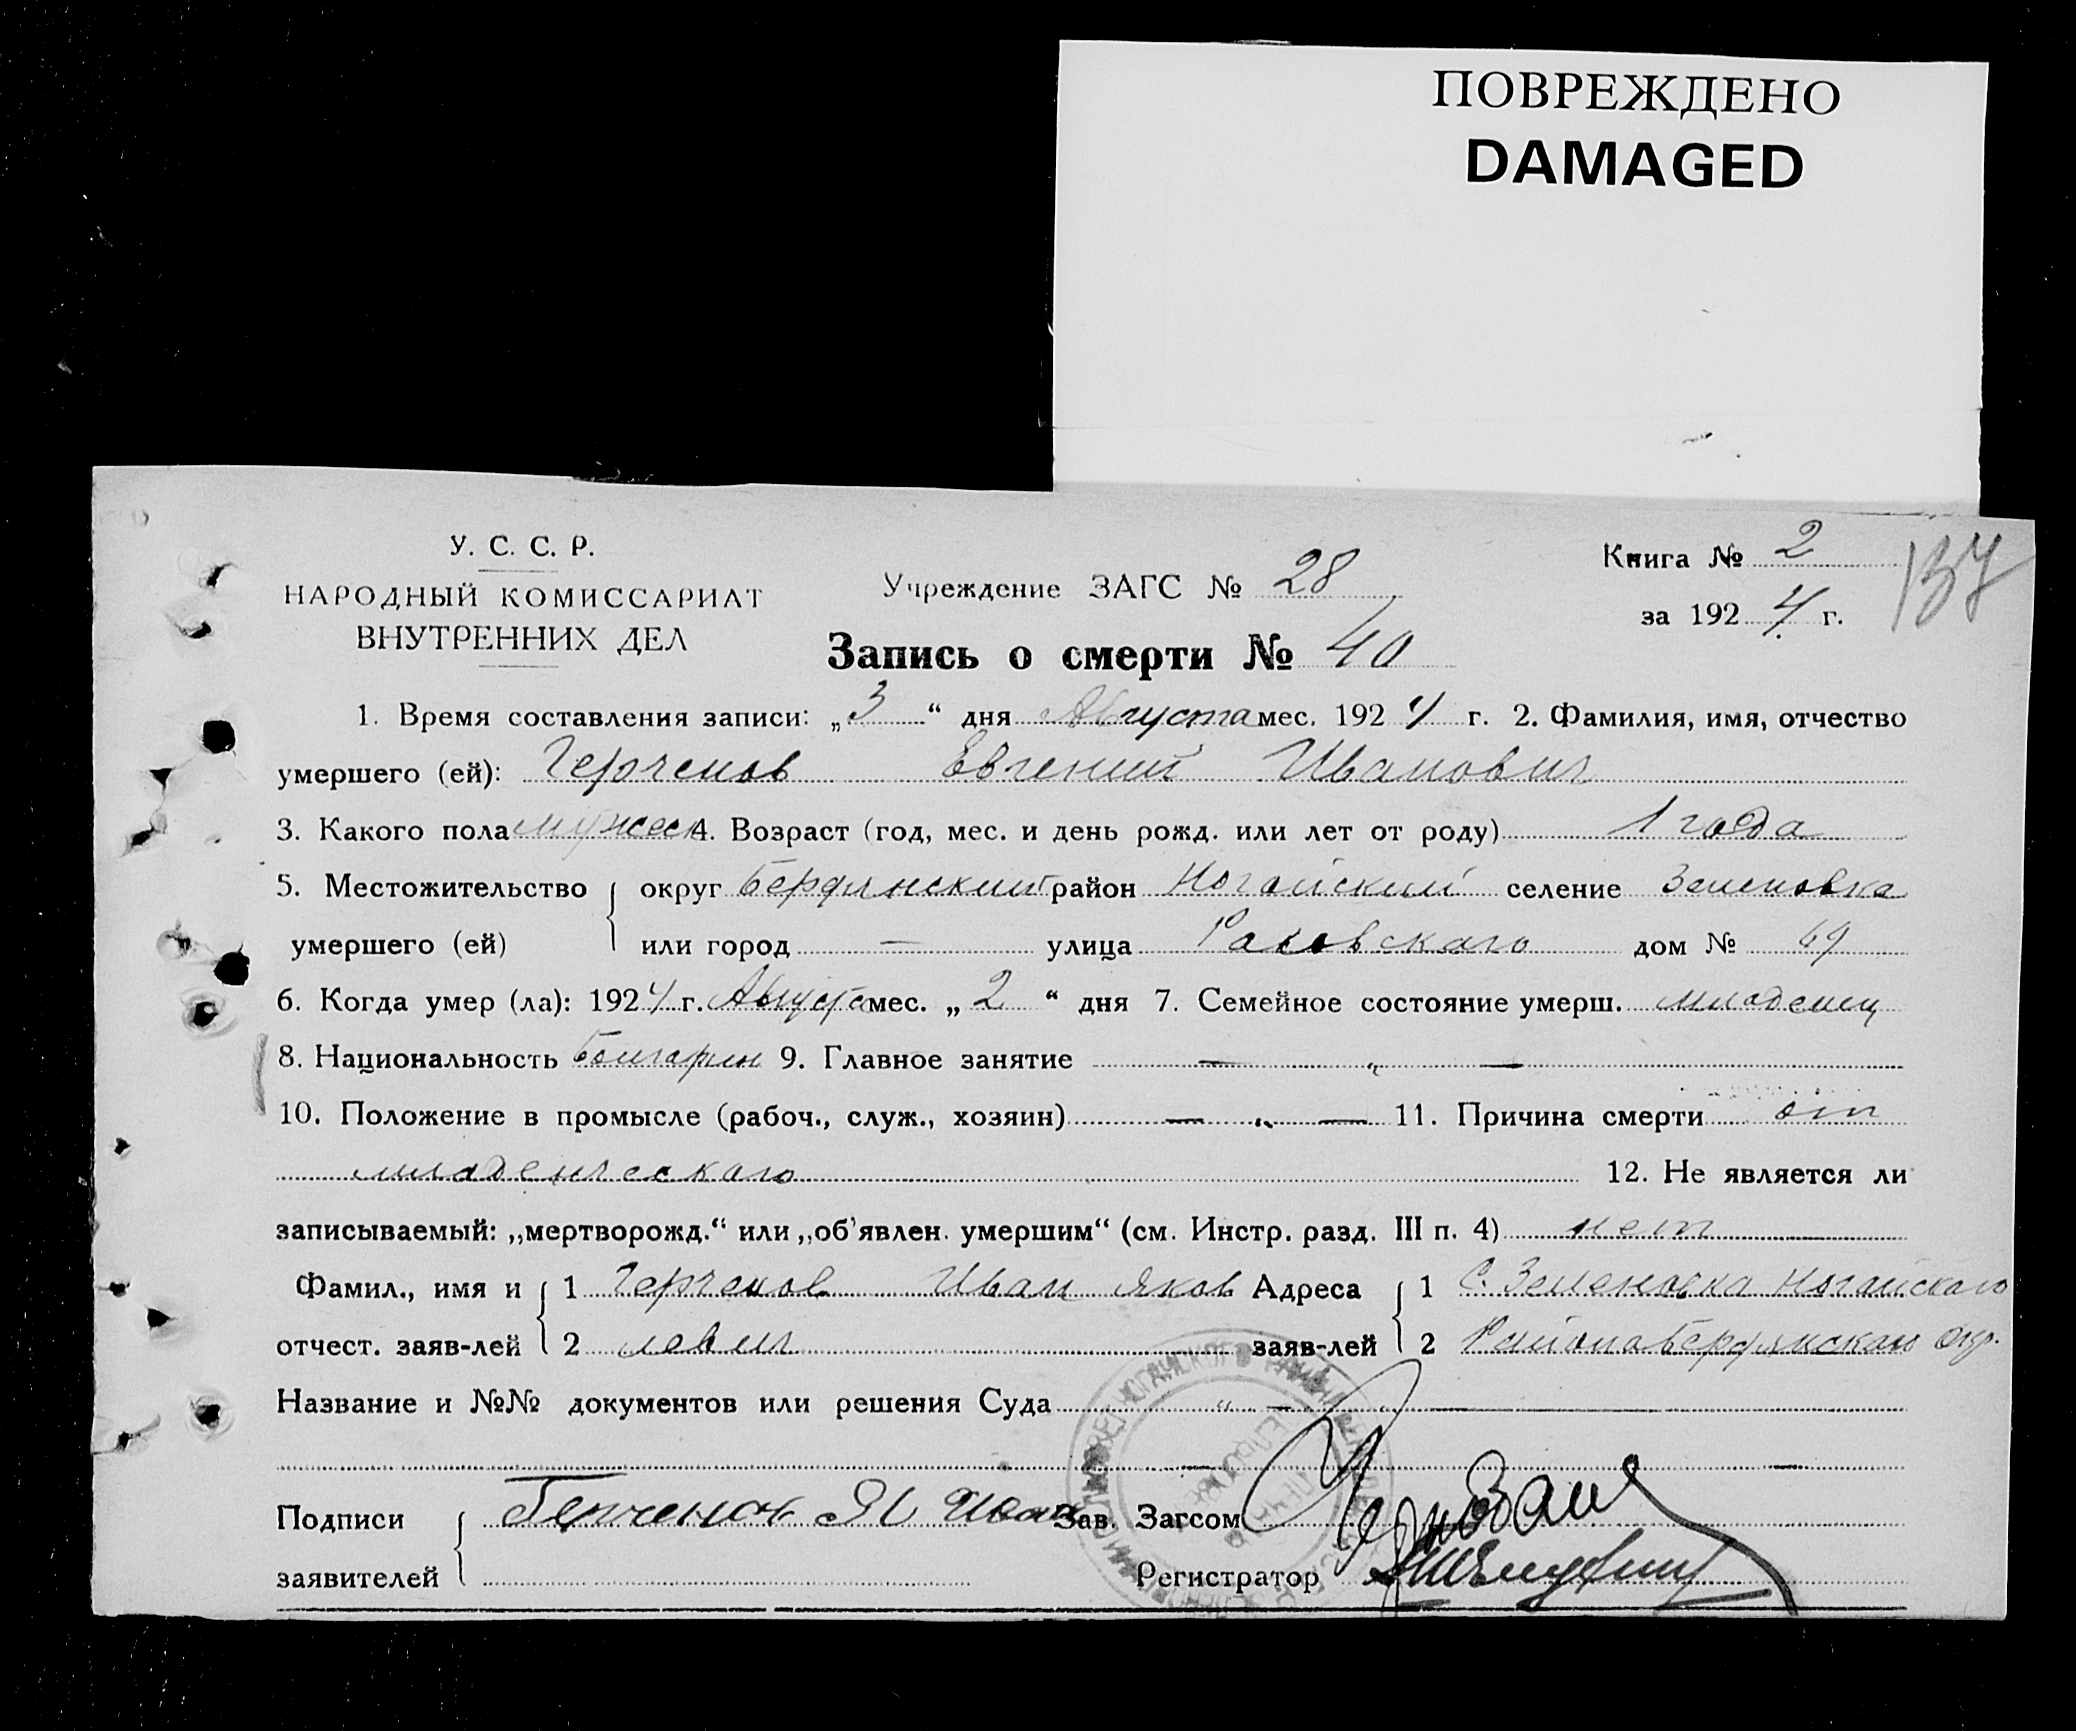 ПОВРЕЖДЕНО
DAMAGED
У. С. С. Р.
НАРОДНЫЙ КОМИССАРИАТ
ВНУТРЕННИХ ДЕЛ
Учреждение ЗАГС № 28
Книга № 2
за 1924 г.
137
Запись о смерти № 40
1. Время составления записи: „3“ дня Августа мес. 1924 г. 2. Фамилия, имя, отчество
умершего (ей): Герченов Евгений Иванович
3. Какого пола мужеск 4. Возраст (год, мес. и день рожд. или лет от роду) 1 года
5. Местожительство округ Бердянский район Ногайский селение Зеленовка
умершего (ей) или город — улица Раковского дом № 69
6. Когда умер (ла): 1924 г. Августа мес. „2“ дня 7. Семейное состояние умерш. младенец
8. Национальность Болгарин 9. Главное занятие — „ —
10. Положение в промысле (рабоч., служ., хозяин) — „ — 11. Причина смерти от
младенческаго 12. Не является ли
записываемый: „мертворожд.“ или „об'явлен. умершим“ (см. Инстр. разд. III п. 4) нет
Фамил., имя и 1 Герченов Иван Яков Адреса 1 С. Зеленовка Ногайскаго
отчест. заяв-лей 2 левич заяв-лей 2 Района Бердянскаго окр.
Название и №№ документов или решения Суда „ —
Подписи Герченов Иван Зав. Загсом
заявителей Регистратор